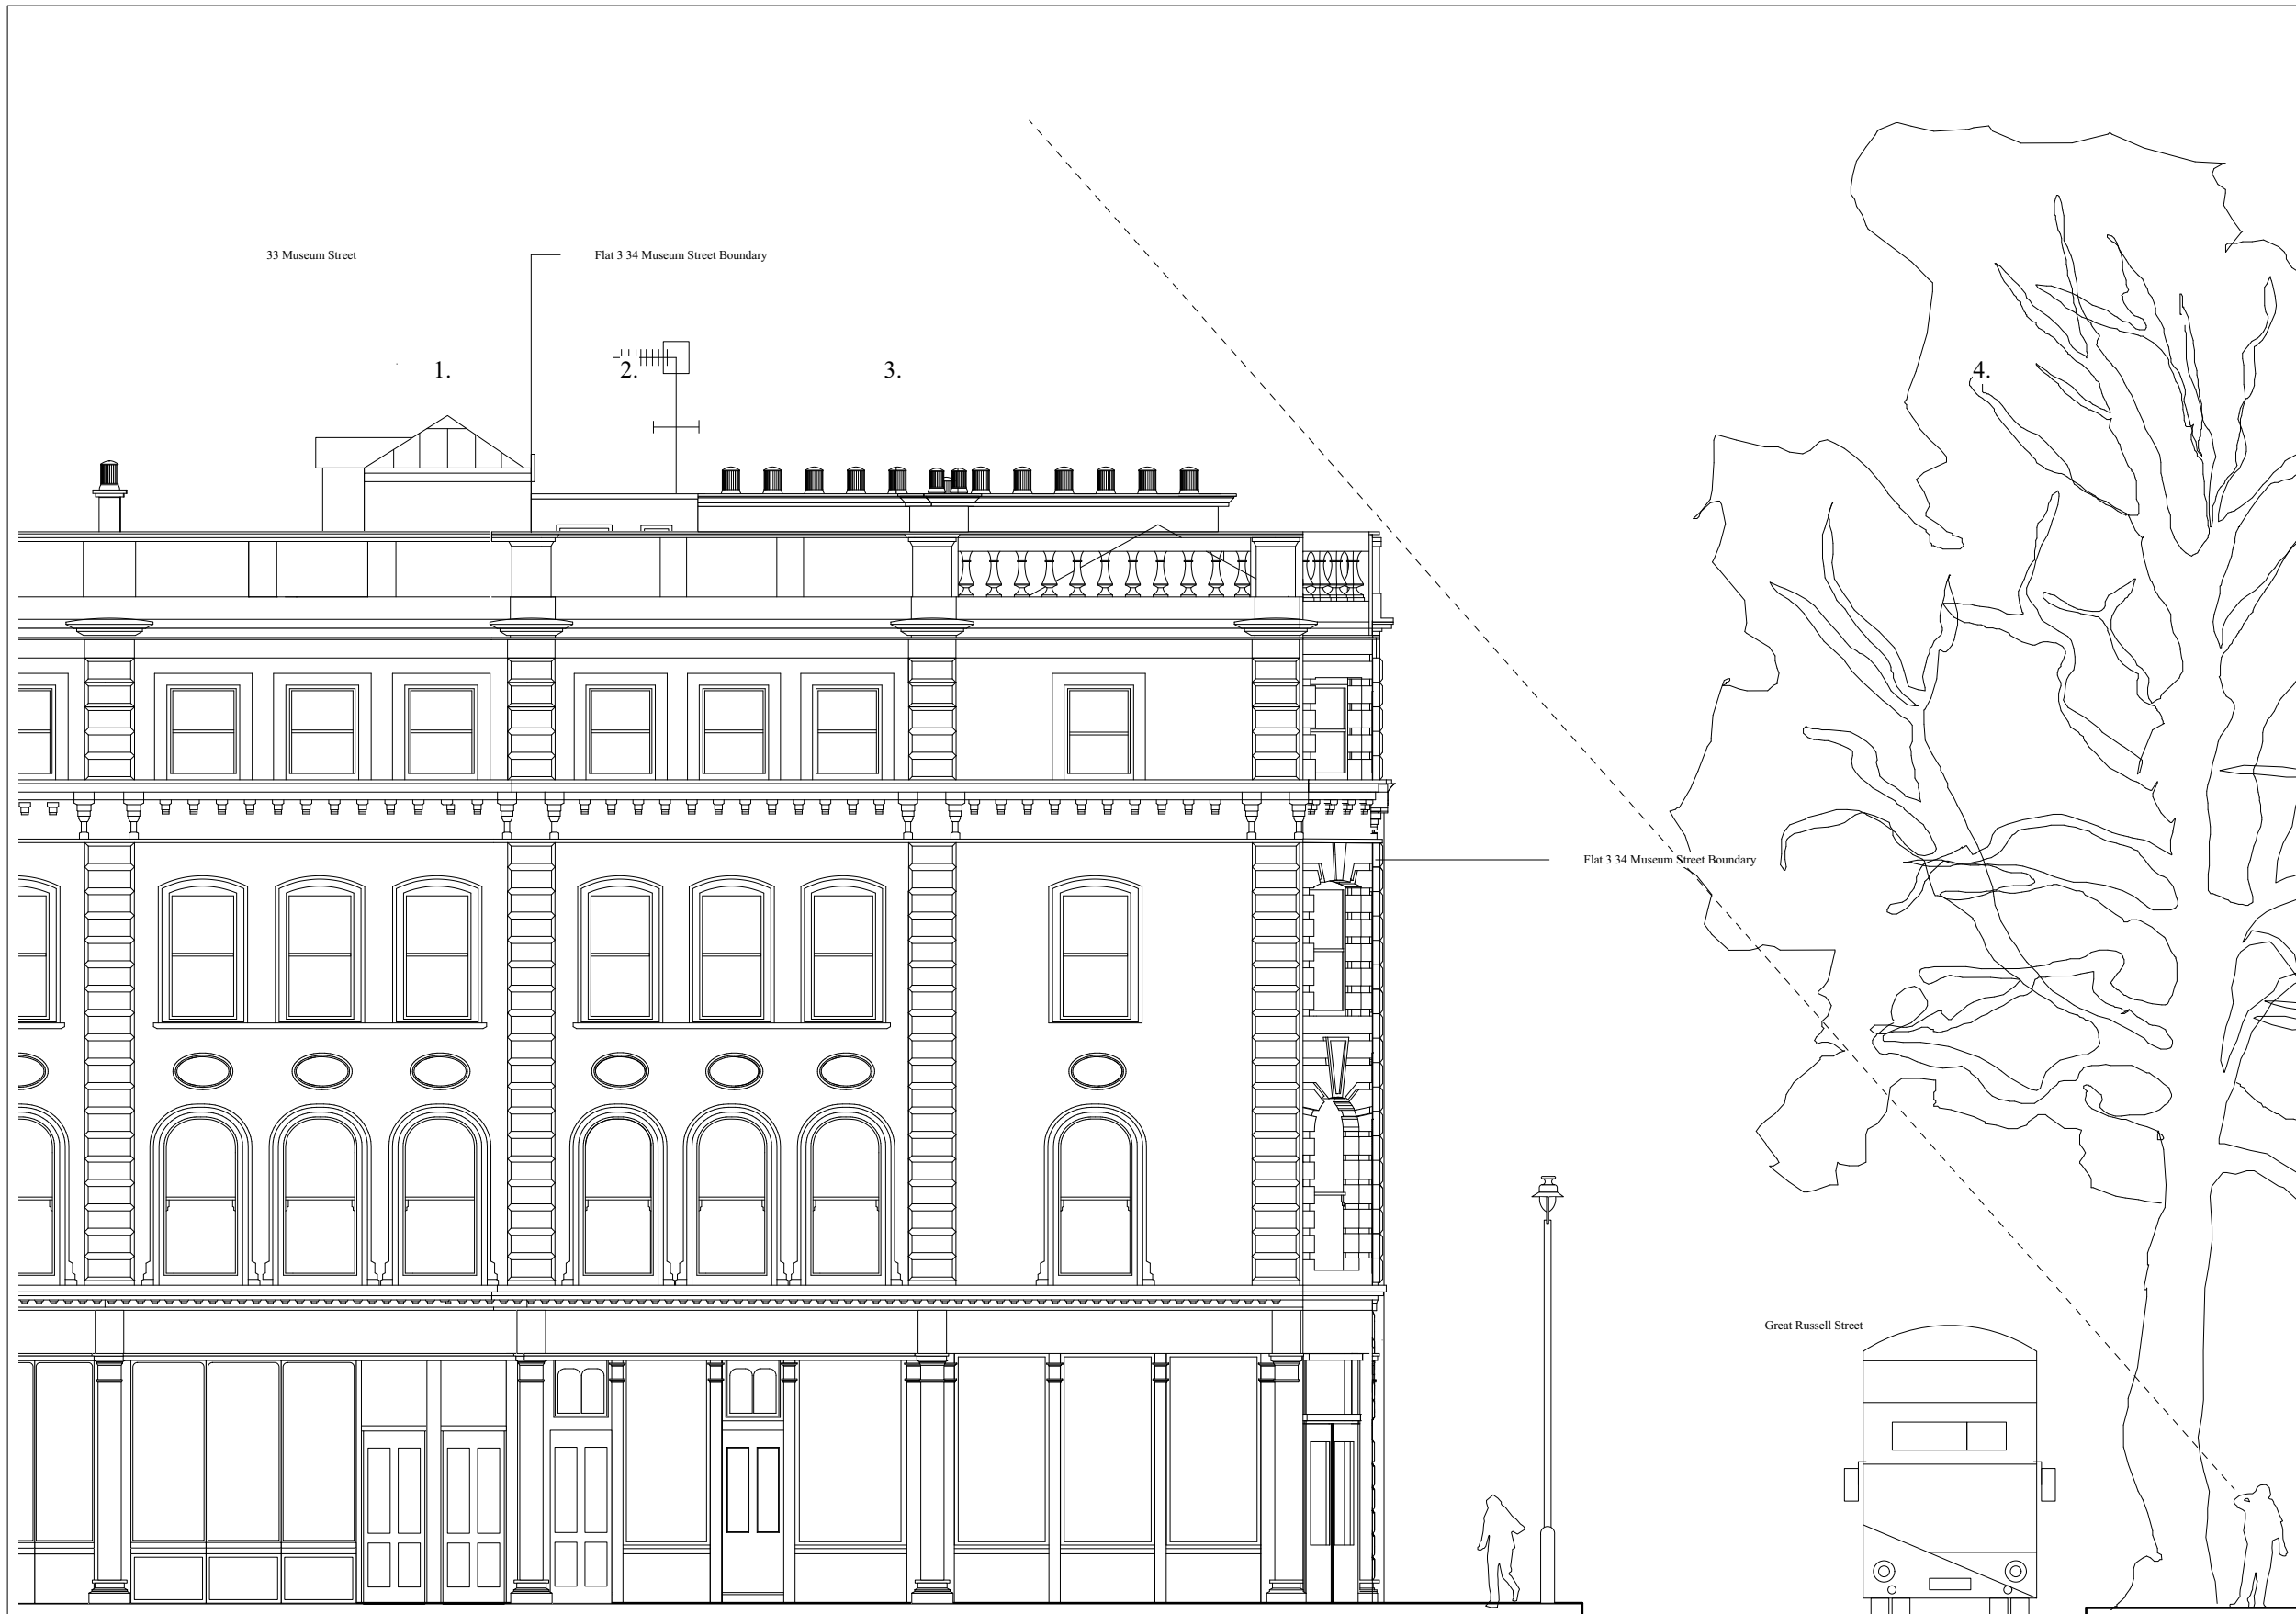 33 Museum Street
Flat 3 34 Museum Street Boundary
1.
2.
3.
4.
Flat 3 34 Museum Street Boundary
Great Russell Street